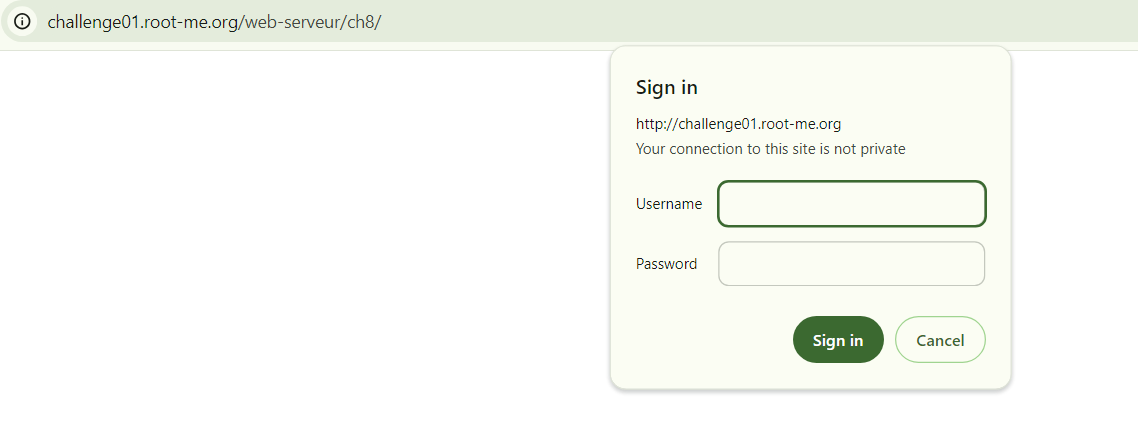 challenge01.root-me.org/web-serveur/ch8/
Sign in
http://challenge01.root-me.org
Your connection to this site is not private
Username
Password
Sign in Cancel